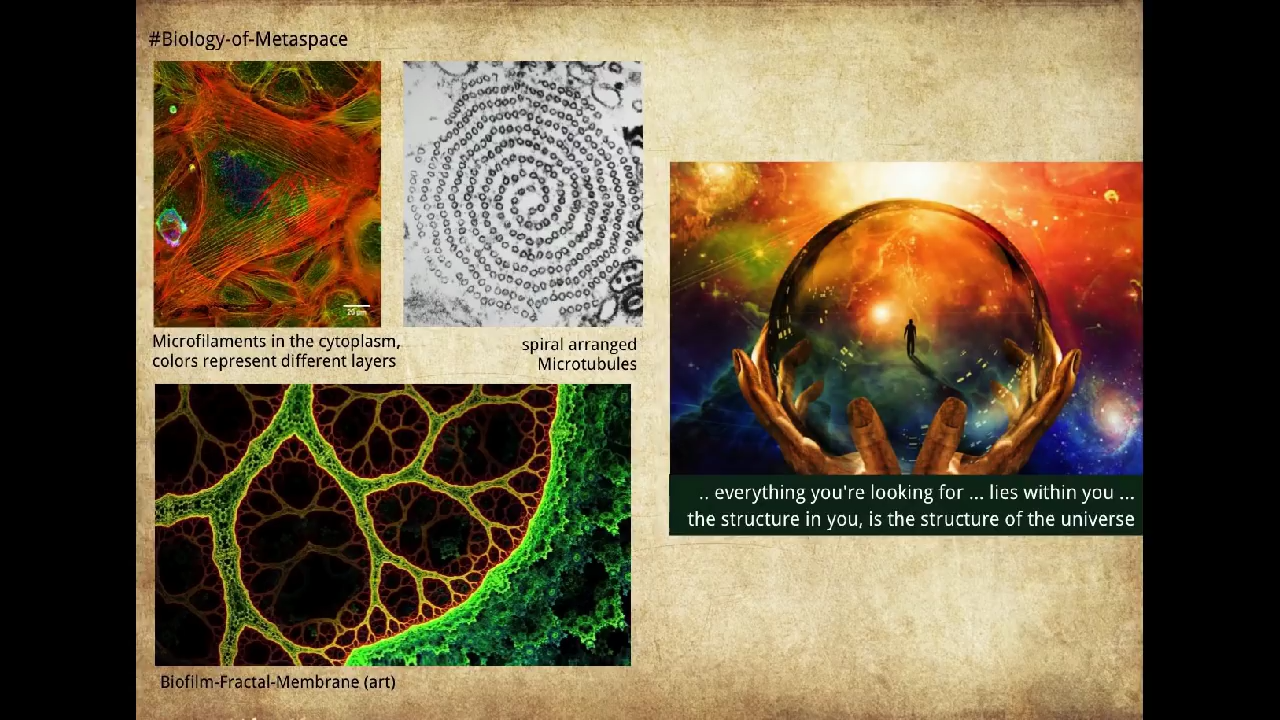 #Biology-of-Metaspace
Microfilaments in the cytoplasm,
colors represent different layers
spiral arranged
Microtubules
.. everything you're looking for ... lies within you ...
the structure in you, is the structure of the universe
Biofilm-Fractal-Membrane (art)